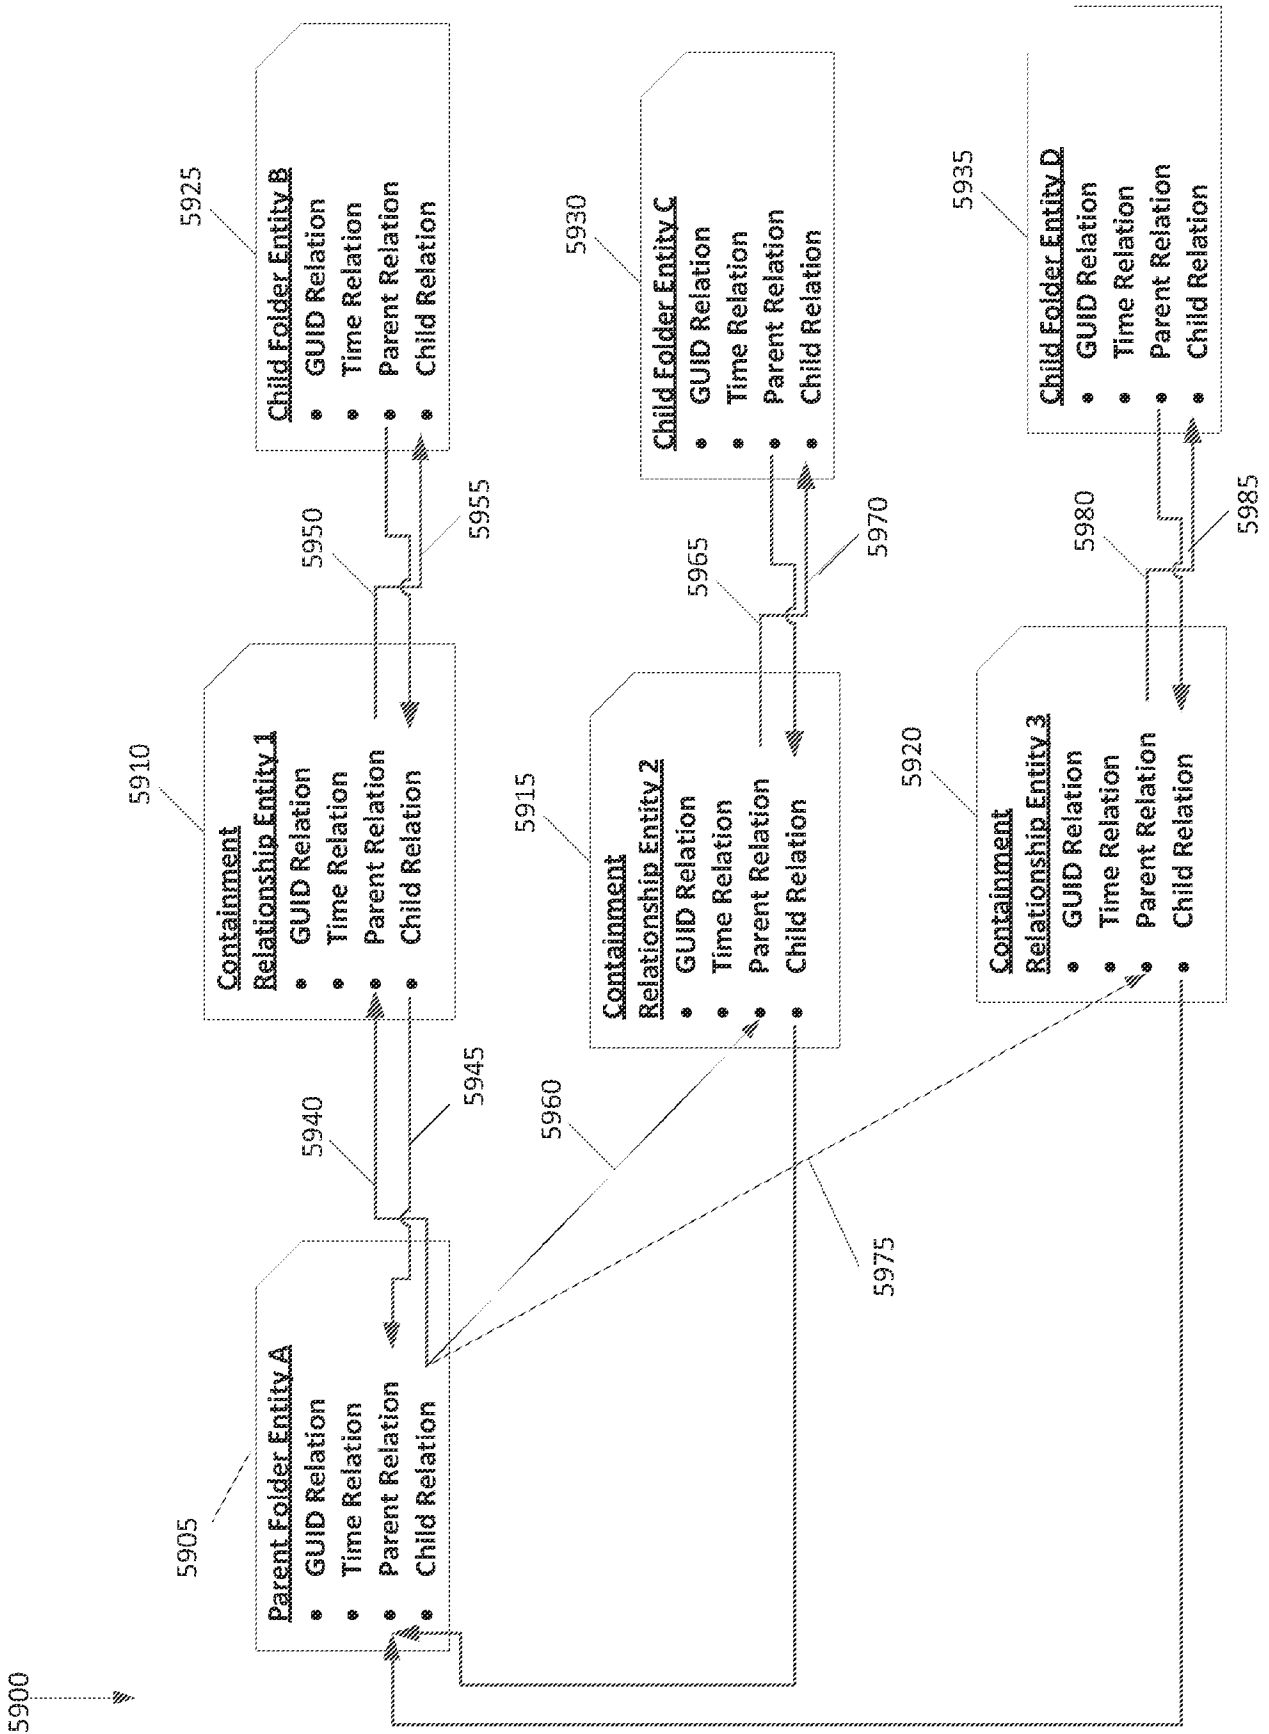 5900
5905
Parent Folder Entity A
• GUID Relation
• Time Relation
• Parent Relation
• Child Relation
5940
5945
5910
Containment
Relationship Entity 1
• GUID Relation
• Time Relation
• Parent Relation
• Child Relation
5950
5955
5925
Child Folder Entity B
• GUID Relation
• Time Relation
• Parent Relation
• Child Relation
5960
5915
Containment
Relationship Entity 2
• GUID Relation
• Time Relation
• Parent Relation
• Child Relation
5965
5970
5930
Child Folder Entity C
• GUID Relation
• Time Relation
• Parent Relation
• Child Relation
5975
5920
Containment
Relationship Entity 3
• GUID Relation
• Time Relation
• Parent Relation
• Child Relation
5980
5985
5935
Child Folder Entity D
• GUID Relation
• Time Relation
• Parent Relation
• Child Relation